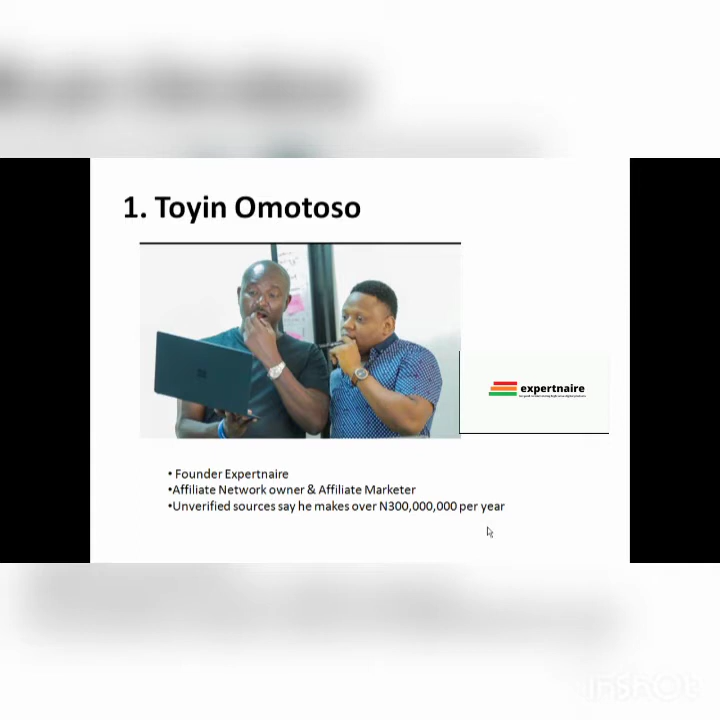 1. Toyin Omotoso
expertnaire
• Founder Expertnaire
•Affiliate Network owner & Affiliate Marketer
•Unverified sources say he makes over N300,000,000 per year
InShOt